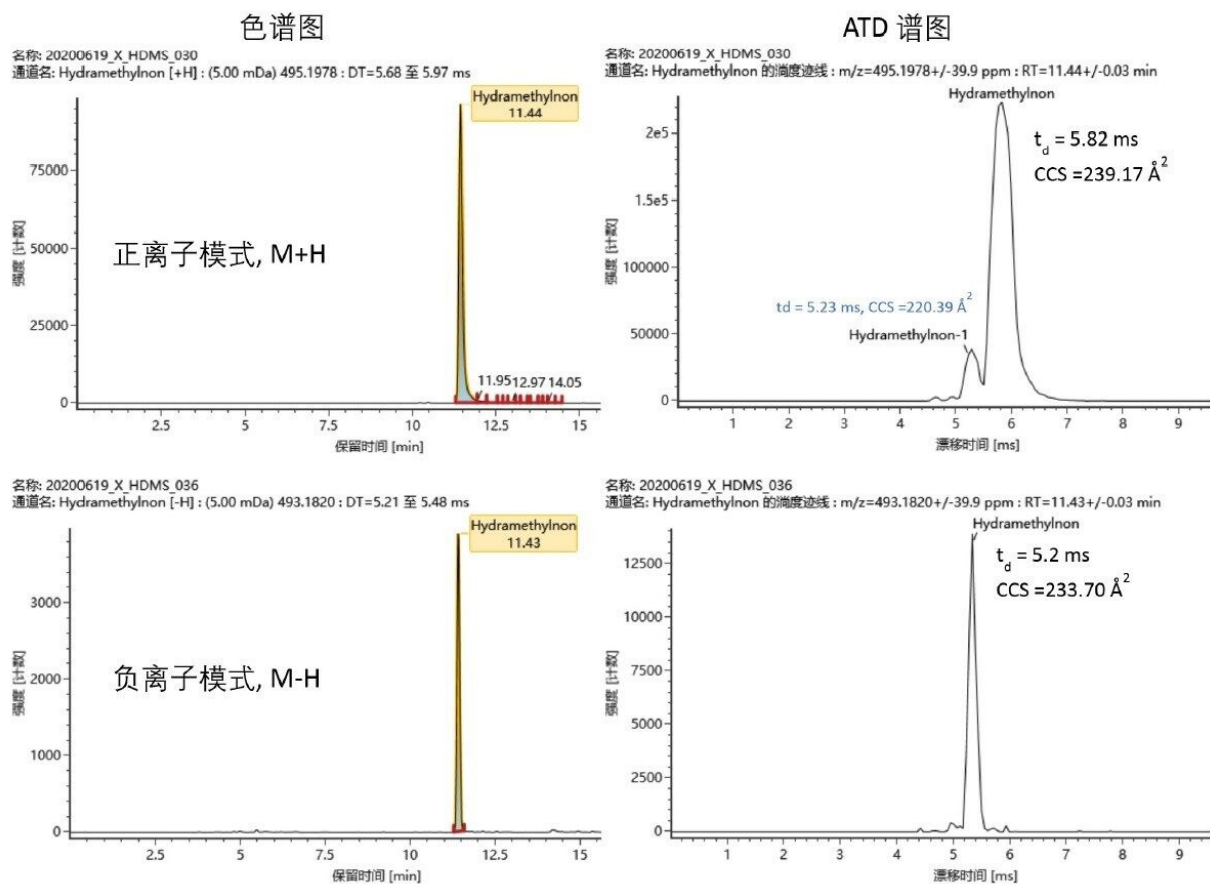 色谱图
名称: 20200619_X_HDMS_030
通道名: Hydramethylnon [+H] : (5.00 mDa) 495.1978 : DT=5.68 至 5.97 ms
强度 [计数]
75000
50000
25000
0
Hydramethylnon
11.44
正离子模式, M+H
11.95
12.97
14.05
2.5
5
7.5
10
12.5
15
保留时间 [min]
ATD 谱图
名称: 20200619_X_HDMS_030
通道名: Hydramethylnon 的淌度迹线 : m/z=495.1978+/-39.9 ppm : RT=11.44+/-0.03 min
强度 [计数]
2e5
1.5e5
100000
50000
0
Hydramethylnon
td = 5.82 ms
CCS =239.17 Å2
td = 5.23 ms, CCS =220.39 Å2
Hydramethylnon-1
1
2
3
4
5
6
7
8
9
漂移时间 [ms]
名称: 20200619_X_HDMS_036
通道名: Hydramethylnon [-H] : (5.00 mDa) 493.1820 : DT=5.21 至 5.48 ms
强度 [计数]
3000
2000
1000
0
Hydramethylnon
11.43
负离子模式, M-H
2.5
5
7.5
10
12.5
15
保留时间 [min]
名称: 20200619_X_HDMS_036
通道名: Hydramethylnon 的淌度迹线 : m/z=493.1820+/-39.9 ppm : RT=11.43+/-0.03 min
强度 [计数]
12500
10000
7500
5000
2500
0
Hydramethylnon
td = 5.2 ms
CCS =233.70 Å2
1
2
3
4
5
6
7
8
9
漂移时间 [ms]